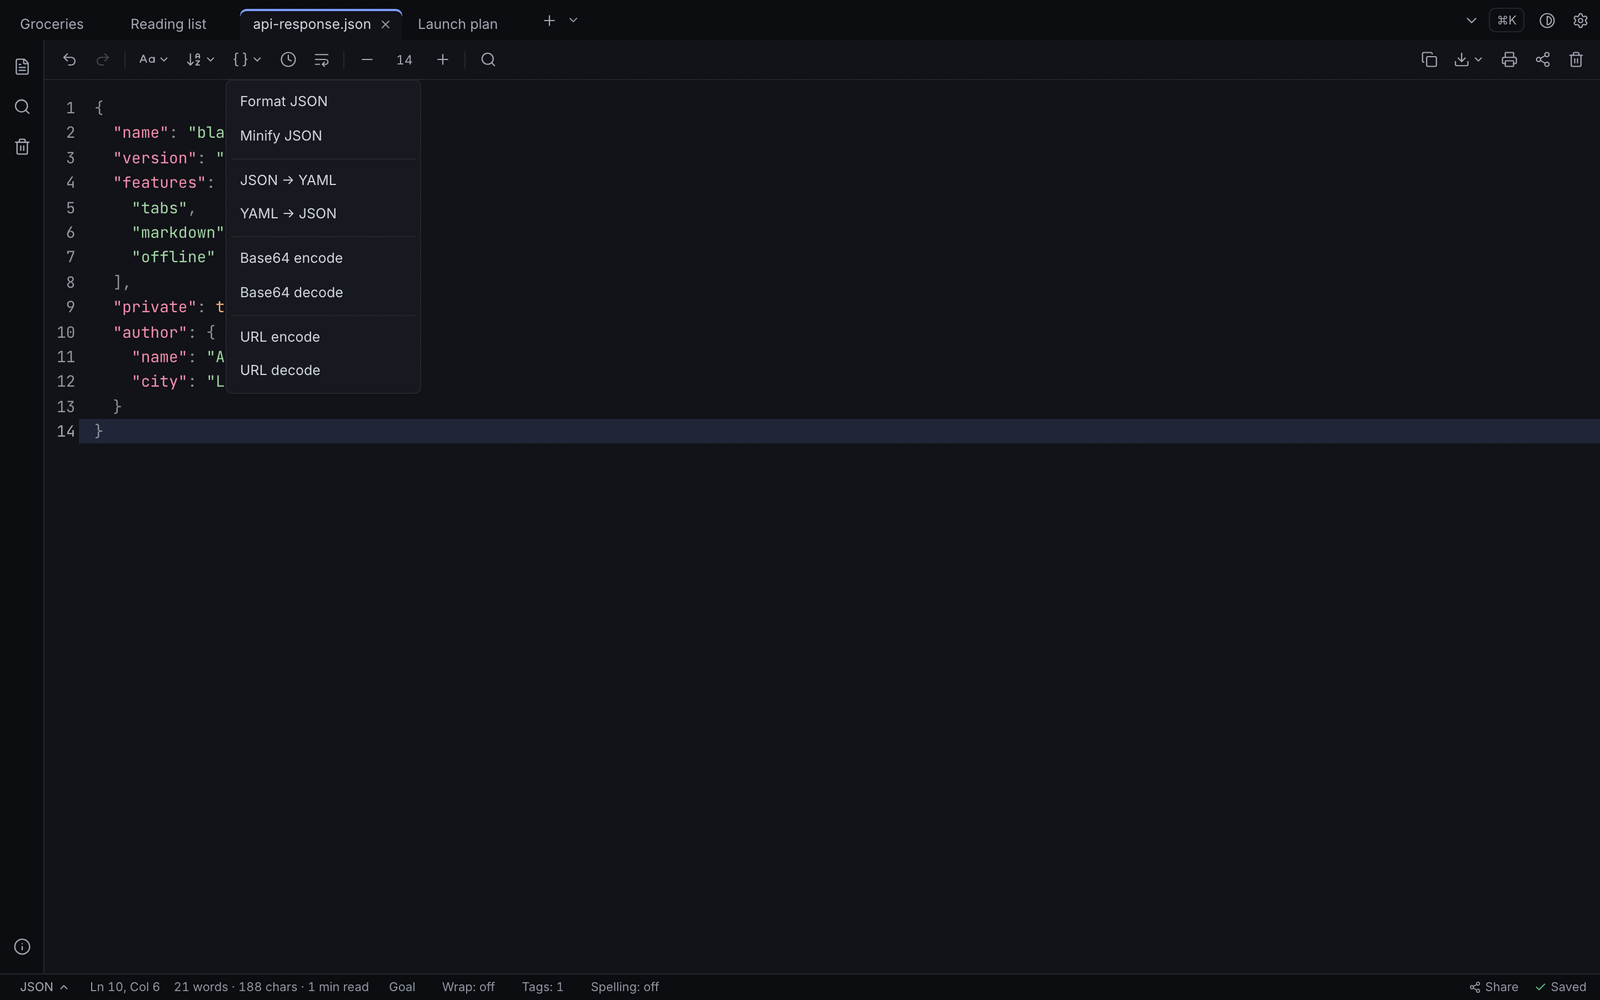 Groceries
Reading list
api-response.json
Launch plan
⌘K
Aa
14
Format JSON
Minify JSON
JSON → YAML
YAML → JSON
Base64 encode
Base64 decode
URL encode
URL decode
1 {
2 "name": "bla
3 "version": "
4 "features":
5 "tabs",
6 "markdown"
7 "offline"
8 ],
9 "private": t
10 "author": {
11 "name": "A
12 "city": "L
13 }
14 }
JSON
Ln 10, Col 6
21 words · 188 chars · 1 min read
Goal
Wrap: off
Tags: 1
Spelling: off
Share
Saved